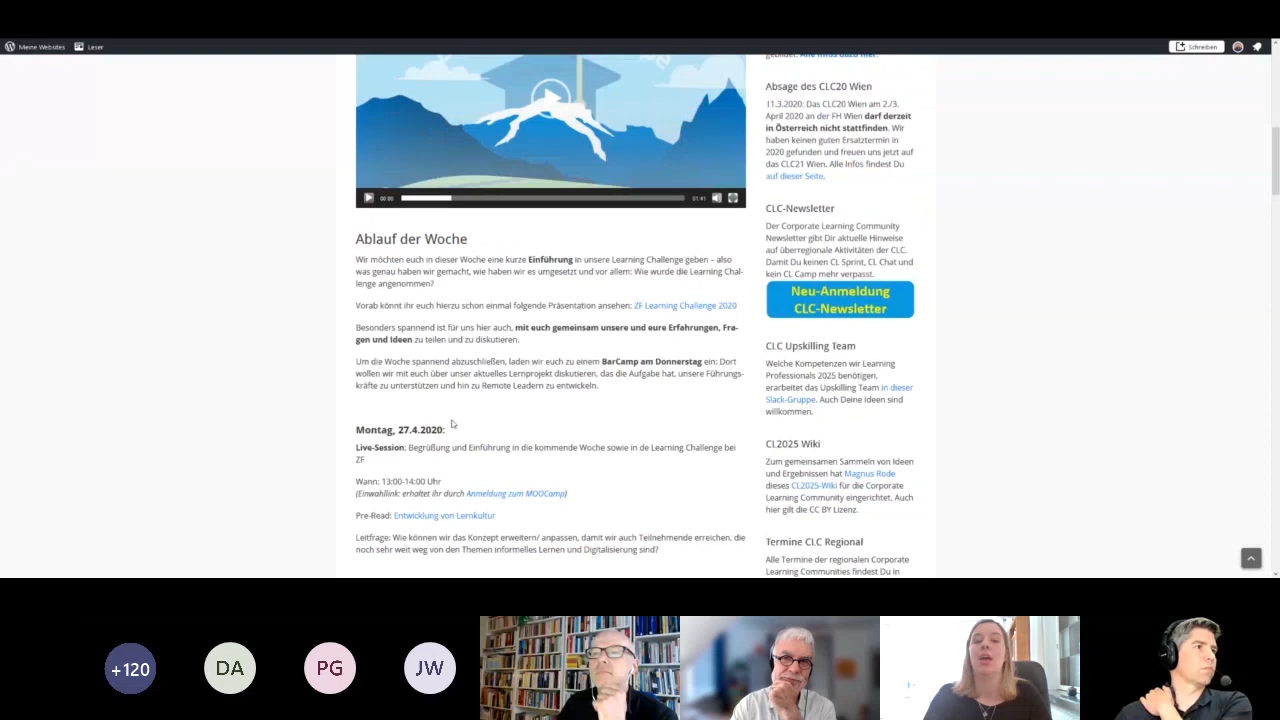 Meine Websites
Leser
Schreiben
00:00
01:41
Ablauf der Woche
Wir möchten euch in dieser Woche eine kurze Einführung in unsere Learning Challenge geben – also
was genau haben wir gemacht, wie haben wir es umgesetzt und vor allem: Wie wurde die Learning Chal-
lenge angenommen?
Vorab könnt ihr euch hierzu schon einmal folgende Präsentation ansehen: ZF Learning Challenge 2020
Besonders spannend ist für uns hier auch, mit euch gemeinsam unsere und eure Erfahrungen, Fra-
gen und Ideen zu teilen und zu diskutieren.
Um die Woche spannend abzuschließen, laden wir euch zu einem BarCamp am Donnerstag ein: Dort
wollen wir mit euch über unser aktuelles Lernprojekt diskutieren, das die Aufgabe hat, unsere Führungs-
kräfte zu unterstützen und hin zu Remote Leadern zu entwickeln.
Montag, 27.4.2020:
Live-Session: Begrüßung und Einführung in die kommende Woche sowie in de Learning Challenge bei
ZF
Wann: 13:00-14:00 Uhr
(Einwahllink: erhaltet ihr durch Anmeldung zum MOOCamp)
Pre-Read: Entwicklung von Lernkultur
Leitfrage: Wie können wir das Konzept erweitern/ anpassen, damit wir auch Teilnehmende erreichen, die
noch sehr weit weg von den Themen informelles Lernen und Digitalisierung sind?
gebildet. Alle Infos dazu hier.
Absage des CLC20 Wien
11.3.2020: Das CLC20 Wien am 2./3.
April 2020 an der FH Wien darf derzeit
in Österreich nicht stattfinden. Wir
haben keinen guten Ersatztermin in
2020 gefunden und freuen uns jetzt auf
das CLC21 Wien. Alle Infos findest Du
auf dieser Seite.
CLC-Newsletter
Der Corporate Learning Community
Newsletter gibt Dir aktuelle Hinweise
auf überregionale Aktivitäten der CLC.
Damit Du keinen CL Sprint, CL Chat und
kein CL Camp mehr verpasst.
Neu-Anmeldung
CLC-Newsletter
CLC Upskilling Team
Welche Kompetenzen wir Learning
Professionals 2025 benötigen,
erarbeitet das Upskilling Team in dieser
Slack-Gruppe. Auch Deine Ideen sind
willkommen.
CL2025 Wiki
Zum gemeinsamen Sammeln von Ideen
und Ergebnissen hat Magnus Rode
dieses CL2025-Wiki für die Corporate
Learning Community eingerichtet. Auch
hier gilt die CC BY Lizenz.
Termine CLC Regional
Alle Termine der regionalen Corporate
Learning Communities findest Du in
+120
DA
PG
JW